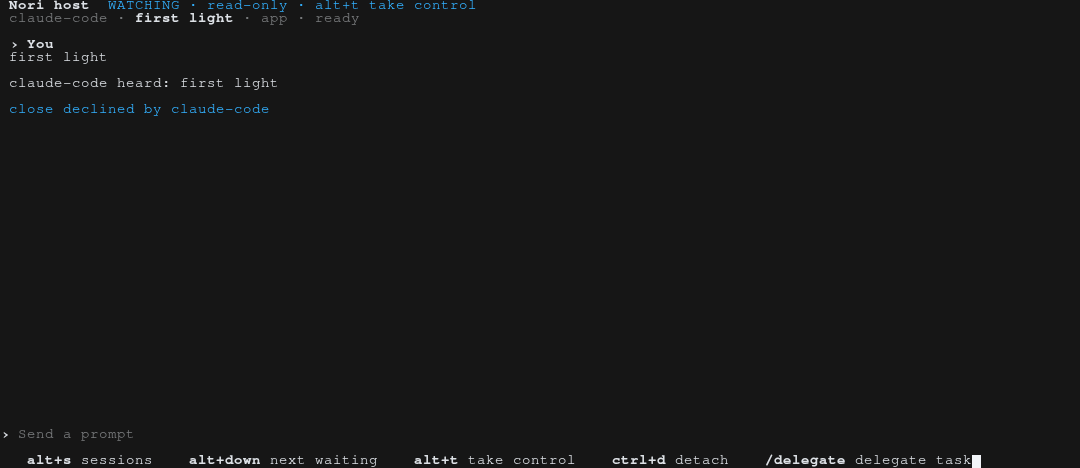 Nori host  WATCHING · read-only · alt+t take control
claude-code · first light · app · ready
› You
first light
claude-code heard: first light
close declined by claude-code
› Send a prompt
alt+s sessions    alt+down next waiting    alt+t take control    ctrl+d detach    /delegate delegate task